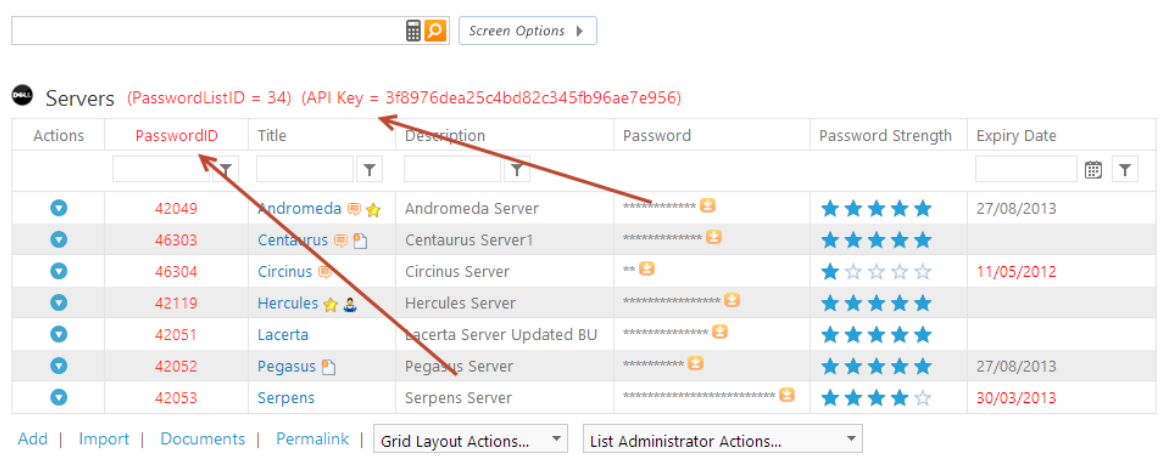 Screen Options
DELL Servers (PasswordListID = 34) (API Key = 3f8976dea25c4bd82c345fb96ae7e956)
Actions PasswordID Title Description Password Password Strength Expiry Date
42049 Andromeda Andromeda Server ************ 27/08/2013
46303 Centaurus Centaurus Server1 *************
46304 Circinus Circinus Server ** 11/05/2012
42119 Hercules Hercules Server ****************
42051 Lacerta Lacerta Server Updated BU **************
42052 Pegasus Pegasus Server ********** 27/08/2013
42053 Serpens Serpens Server ************************* 30/03/2013
Add | Import | Documents | Permalink | Grid Layout Actions... List Administrator Actions...